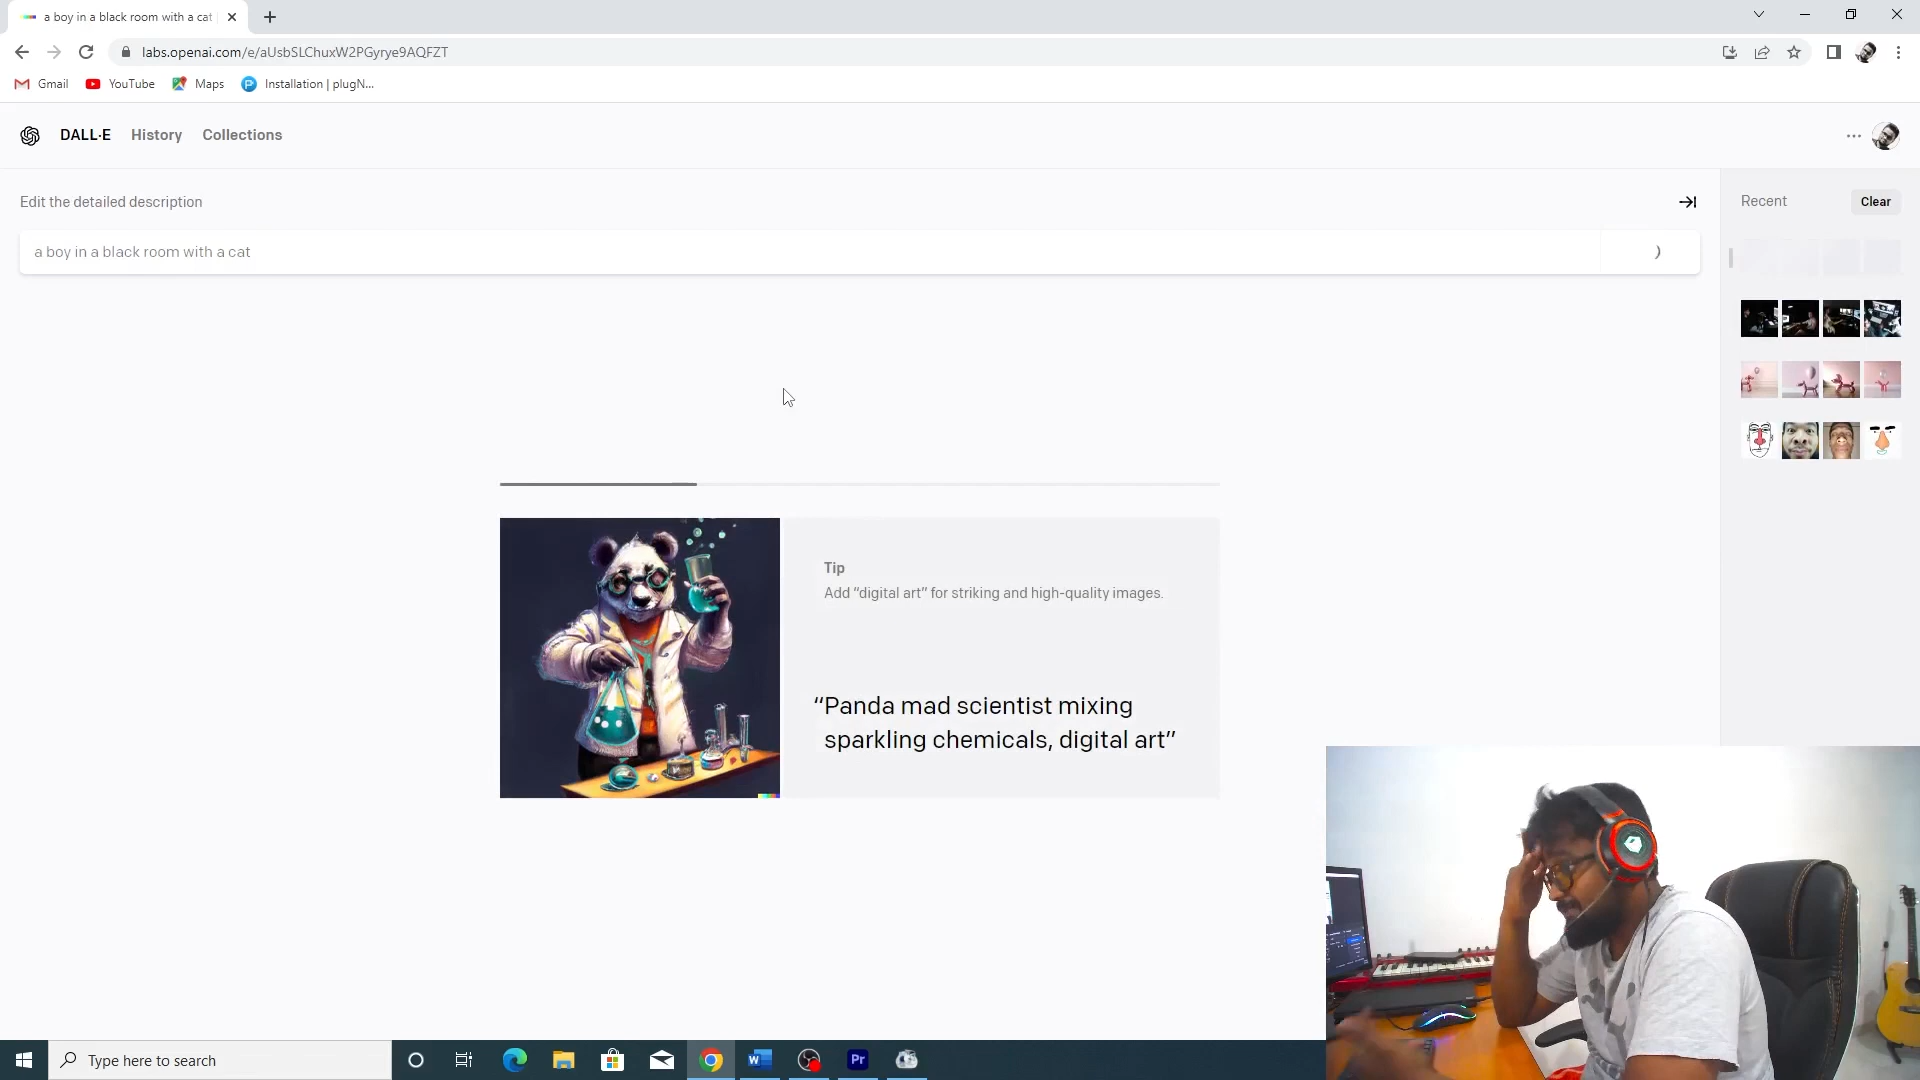 a boy in a black room with a cat
labs.openai.com/e/aUsbSLChuxW2PGyrye9AQFZT
Gmail
YouTube
Maps
Installation | plugN...
DALL·E
History
Collections
Edit the detailed description
Recent
Clear
a boy in a black room with a cat
Tip
Add “digital art” for striking and high-quality images.
“Panda mad scientist mixing
sparkling chemicals, digital art”
Type here to search
W
Pr